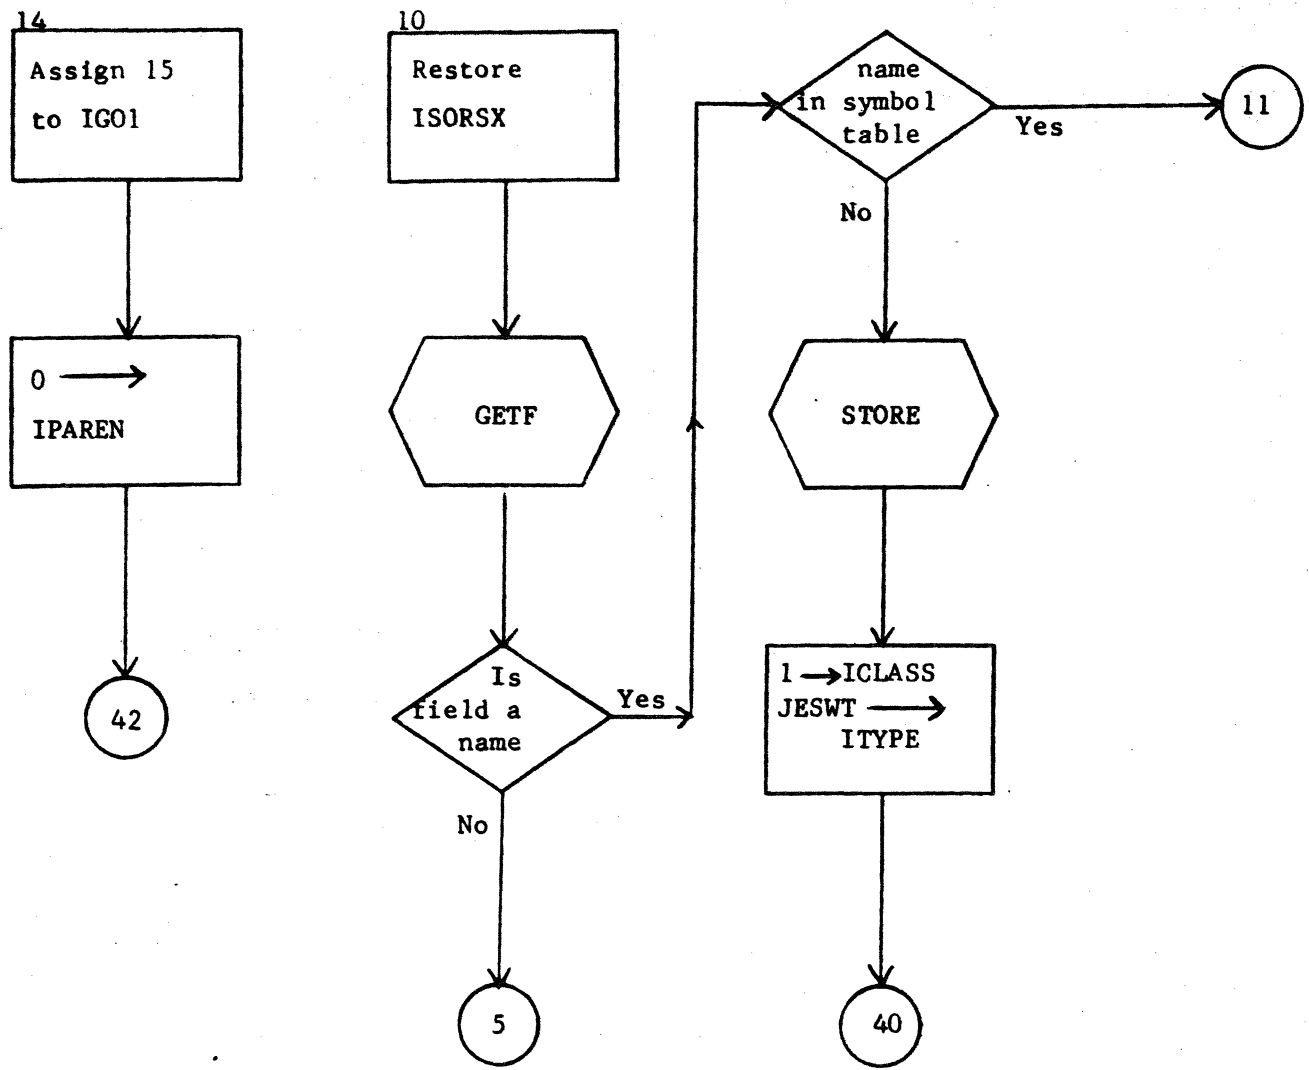 14
Assign 15
to IGO1
0
IPAREN
42
10
Restore
ISORSX
GETF
Is
field a
name
Yes
No
5
name
in symbol
table
Yes
11
No
STORE
1 → ICLASS
JESWT →
ITYPE
40